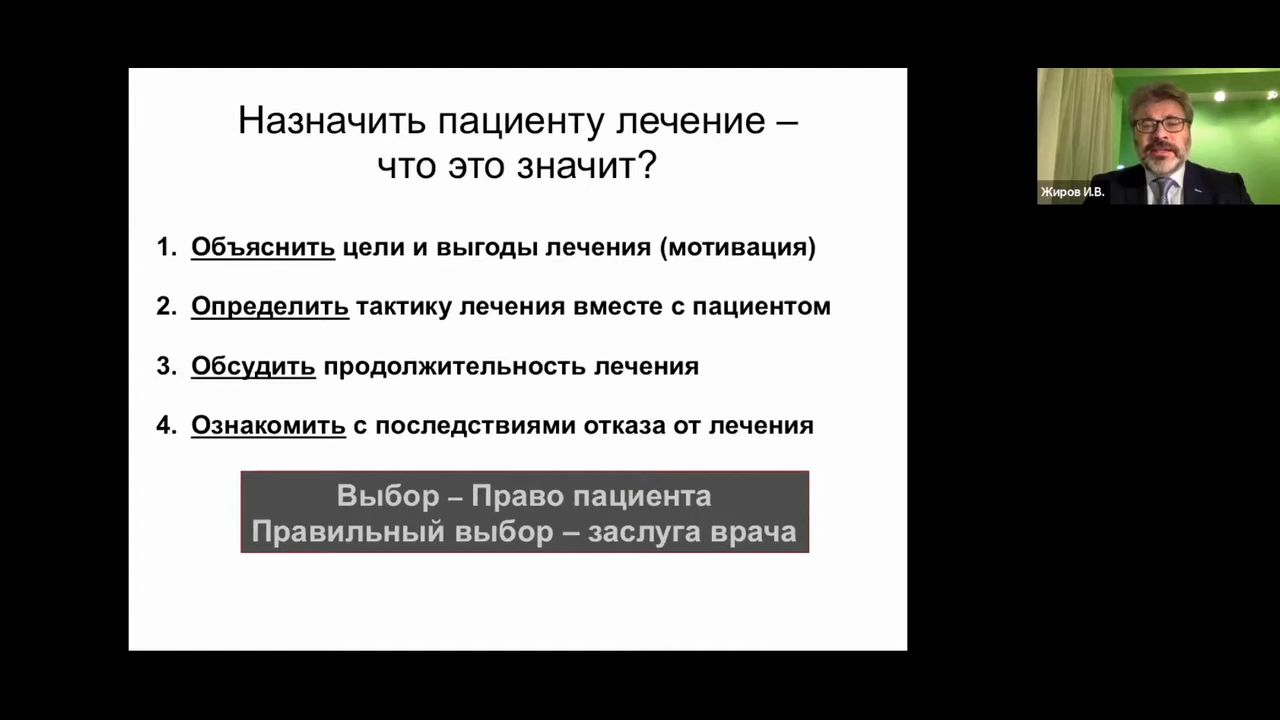 Назначить пациенту лечение –
что это значит?
1. Объяснить цели и выгоды лечения (мотивация)
2. Определить тактику лечения вместе с пациентом
3. Обсудить продолжительность лечения
4. Ознакомить с последствиями отказа от лечения
Выбор – Право пациента
Правильный выбор – заслуга врача
Жиров И.В.